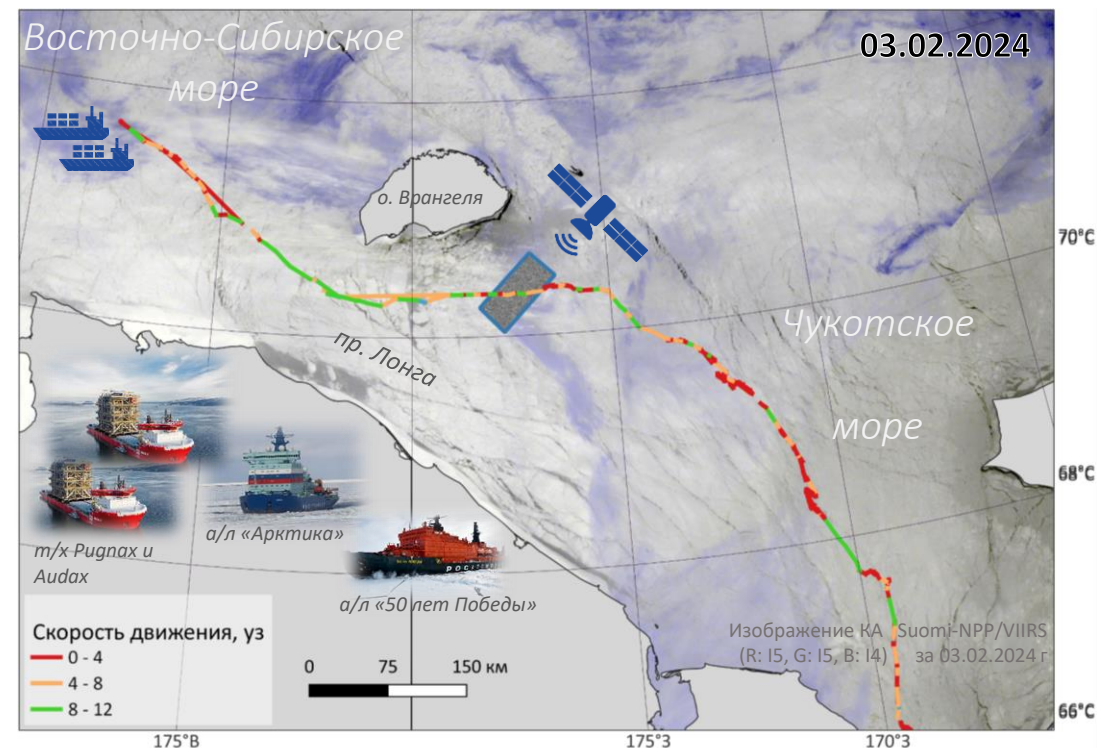 Восточно-Сибирское
море
03.02.2024
о. Врангеля
70°С
Чукотское
пр. Лонга
море
68°С
а/л «Арктика»
т/х Pugnax и
Audax
РОС
а/л «50 лет Победы»
Скорость движения, уз
0 - 4
4 - 8
8 - 12
0 75 150 км
Изображение КА Suomi-NPP/VIIRS
(R: I5, G: I5, B: I4) за 03.02.2024 г
66°С
175°В 175°З 170°З